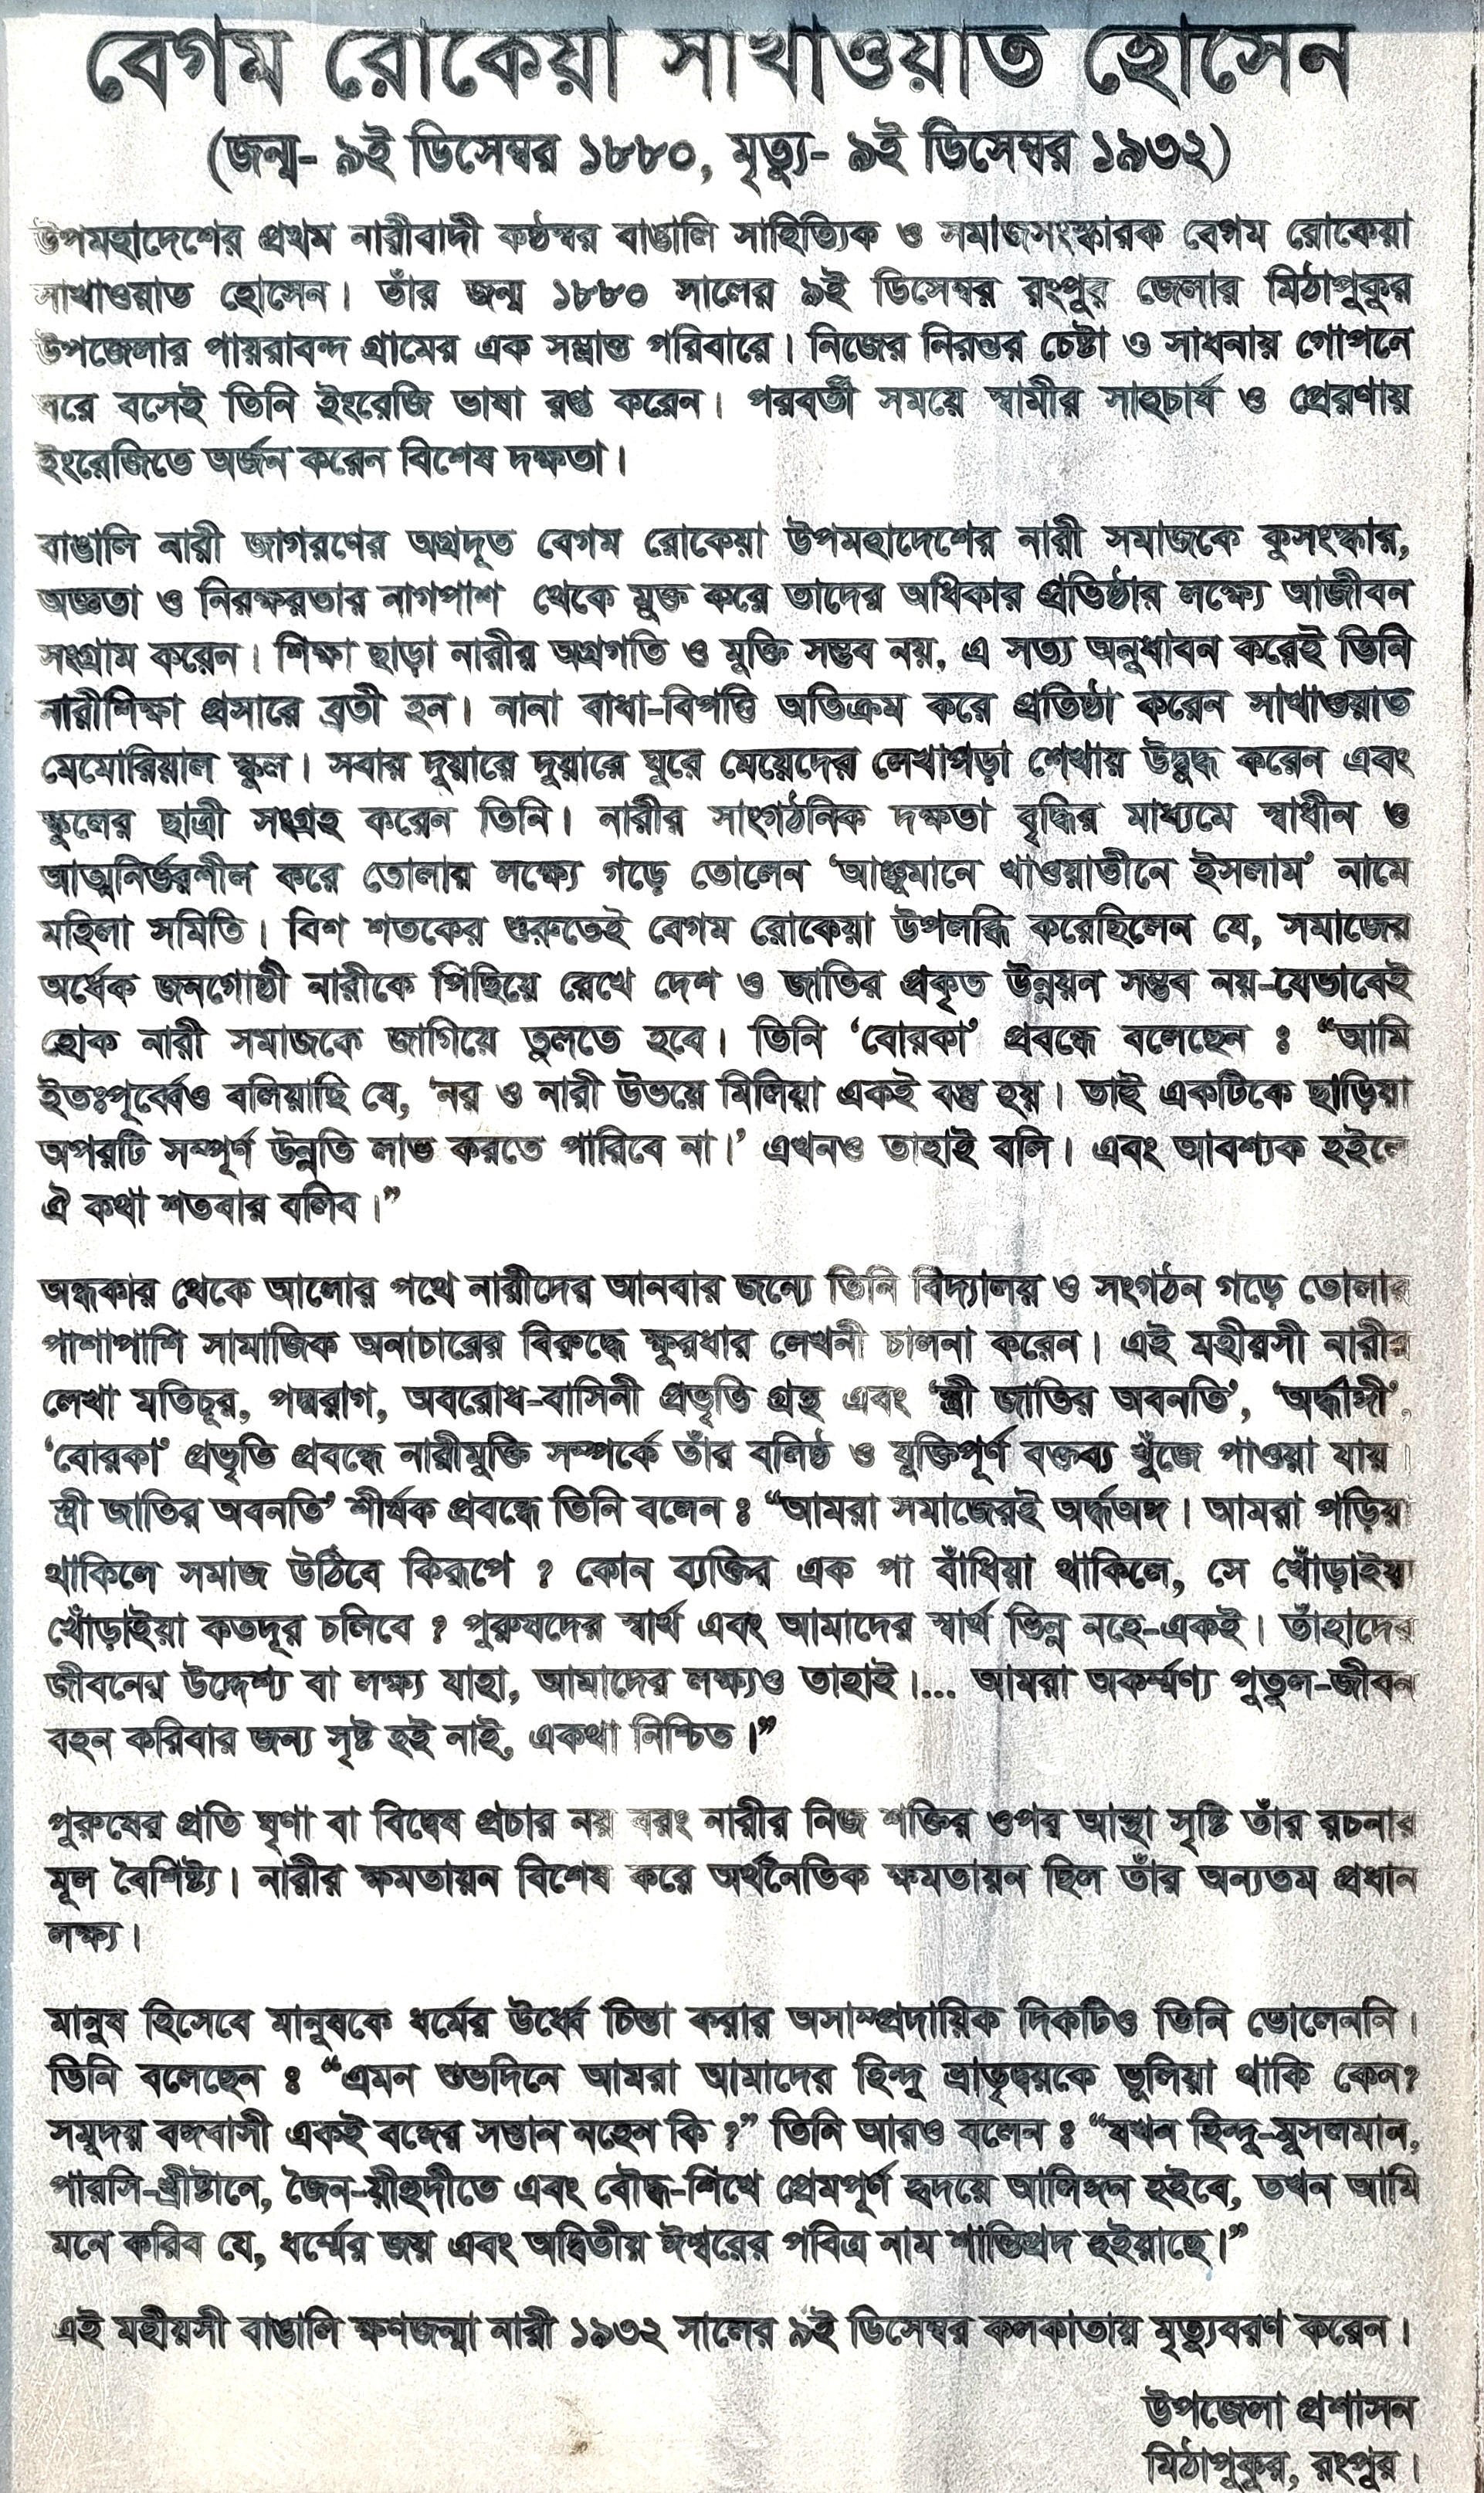 বেগম রোকেয়া সাখাওয়াত হোসেন
(জন্ম- ৯ই ডিসেম্বর ১৮৮০, মৃত্যু- ৯ই ডিসেম্বর ১৯৩২)
উপমহাদেশের প্রথম নারীবাদী কণ্ঠস্বর বাঙালি সাহিত্যিক ও সমাজসংস্কারক বেগম রোকেয়া
সাখাওয়াত হোসেন। তাঁর জন্ম ১৮৮০ সালের ৯ই ডিসেম্বর রংপুর জেলার মিঠাপুকুর
উপজেলার পায়রাবন্দ গ্রামের এক সম্ভ্রান্ত পরিবারে। নিজের নিরন্তর চেষ্টা ও সাধনায় গোপনে
ঘরে বসেই তিনি ইংরেজি ভাষা রপ্ত করেন। পরবর্তী সময়ে স্বামীর সাহচার্য ও প্রেরণায়
ইংরেজিতে অর্জন করেন বিশেষ দক্ষতা।
বাঙালি নারী জাগরণের অগ্রদূত বেগম রোকেয়া উপমহাদেশের নারী সমাজকে কুসংস্কার,
অজ্ঞতা ও নিরক্ষরতার নাগপাশ থেকে মুক্ত করে তাদের অধিকার প্রতিষ্ঠার লক্ষ্যে আজীবন
সংগ্রাম করেন। শিক্ষা ছাড়া নারীর অগ্রগতি ও মুক্তি সম্ভব নয়, এ সত্য অনুধাবন করেই তিনি
নারীশিক্ষা প্রসারে ব্রতী হন। নানা বাধা-বিপত্তি অতিক্রম করে প্রতিষ্ঠা করেন সাখাওয়াত
মেমোরিয়াল স্কুল। সবার দুয়ারে দুয়ারে ঘুরে মেয়েদের লেখাপড়া শেখায় উদ্বুদ্ধ করেন এবং
স্কুলের ছাত্রী সংগ্রহ করেন তিনি। নারীর সাংগঠনিক দক্ষতা বৃদ্ধির মাধ্যমে স্বাধীন ও
আত্মনির্ভরশীল করে তোলার লক্ষ্যে গড়ে তোলেন ‘আঞ্জুমানে খাওয়াতীনে ইসলাম’ নামে
মহিলা সমিতি। বিশ শতকের শুরুতেই বেগম রোকেয়া উপলব্ধি করেছিলেন যে, সমাজের
অর্ধেক জনগোষ্ঠী নারীকে পিছিয়ে রেখে দেশ ও জাতির প্রকৃত উন্নয়ন সম্ভব নয়-যেভাবেই
হোক নারী সমাজকে জাগিয়ে তুলতে হবে। তিনি ‘বোরকা’ প্রবন্ধে বলেছেন ঃ “আমি
ইতঃপূর্ব্বেও বলিয়াছি যে, ‘নর ও নারী উভয়ে মিলিয়া একই বস্তু হয়। তাই একটিকে ছাড়িয়া
অপরটি সম্পূর্ণ উন্নতি লাভ করতে পারিবে না।’ এখনও তাহাই বলি। এবং আবশ্যক হইলে
ঐ কথা শতবার বলিব।”
অন্ধকার থেকে আলোর পথে নারীদের আনবার জন্যে তিনি বিদ্যালয় ও সংগঠন গড়ে তোলার
পাশাপাশি সামাজিক অনাচারের বিরুদ্ধে ক্ষুরধার লেখনী চালনা করেন। এই মহীয়সী নারীর
লেখা মতিচূর, পদ্মরাগ, অবরোধ-বাসিনী প্রভৃতি গ্রন্থ এবং ‘স্ত্রী জাতির অবনতি’, ‘অর্দ্ধাঙ্গী’,
‘বোরকা’ প্রভৃতি প্রবন্ধে নারীমুক্তি সম্পর্কে তাঁর বলিষ্ঠ ও যুক্তিপূর্ণ বক্তব্য খুঁজে পাওয়া যায়।
স্ত্রী জাতির অবনতি’ শীর্ষক প্রবন্ধে তিনি বলেন ঃ “আমরা সমাজেরই অর্দ্ধঅঙ্গ। আমরা পড়িয়া
থাকিলে সমাজ উঠিবে কিরূপে ? কোন ব্যক্তির এক পা বাঁধিয়া থাকিলে, সে খোঁড়াইয়া
খোঁড়াইয়া কতদূর চলিবে ? পুরুষদের স্বার্থ এবং আমাদের স্বার্থ ভিন্ন নহে-একই। তাঁহাদের
জীবনের উদ্দেশ্য বা লক্ষ্য যাহা, আমাদের লক্ষ্যও তাহাই।... আমরা অকর্ম্মণ্য পুতুল-জীবন
বহন করিবার জন্য সৃষ্ট হই নাই, একথা নিশ্চিত।”
পুরুষের প্রতি ঘৃণা বা বিদ্বেষ প্রচার নয় বরং নারীর নিজ শক্তির ওপর আস্থা সৃষ্টি তাঁর রচনার
মূল বৈশিষ্ট্য। নারীর ক্ষমতায়ন বিশেষ করে অর্থনৈতিক ক্ষমতায়ন ছিল তাঁর অন্যতম প্রধান
লক্ষ্য।
মানুষ হিসেবে মানুষকে ধর্মের উর্ধ্বে চিন্তা করার অসাম্প্রদায়িক দিকটিও তিনি ভোলেননি।
তিনি বলেছেন ঃ “এমন শুভদিনে আমরা আমাদের হিন্দু ভ্রাতৃদ্বয়কে ভুলিয়া থাকি কেন?
সমুদয় বঙ্গবাসী একই বঙ্গের সন্তান নহেন কি ?” তিনি আরও বলেন ঃ “যখন হিন্দু-মুসলমান,
পারসি-খ্রীষ্টানে, জৈন-য়ীহুদীতে এবং বৌদ্ধ-শিখে প্রেমপূর্ণ হৃদয়ে আলিঙ্গন হইবে, তখন আমি
মনে করিব যে, ধর্ম্মের জয় এবং অদ্বিতীয় ঈশ্বরের পবিত্র নাম শান্তিপ্রদ হুইয়াছে।”
এই মহীয়সী বাঙালি ক্ষণজন্মা নারী ১৯৩২ সালের ৯ই ডিসেম্বর কলকাতায় মৃত্যুবরণ করেন।
উপজেলা প্রশাসন
মিঠাপুকুর, রংপুর।